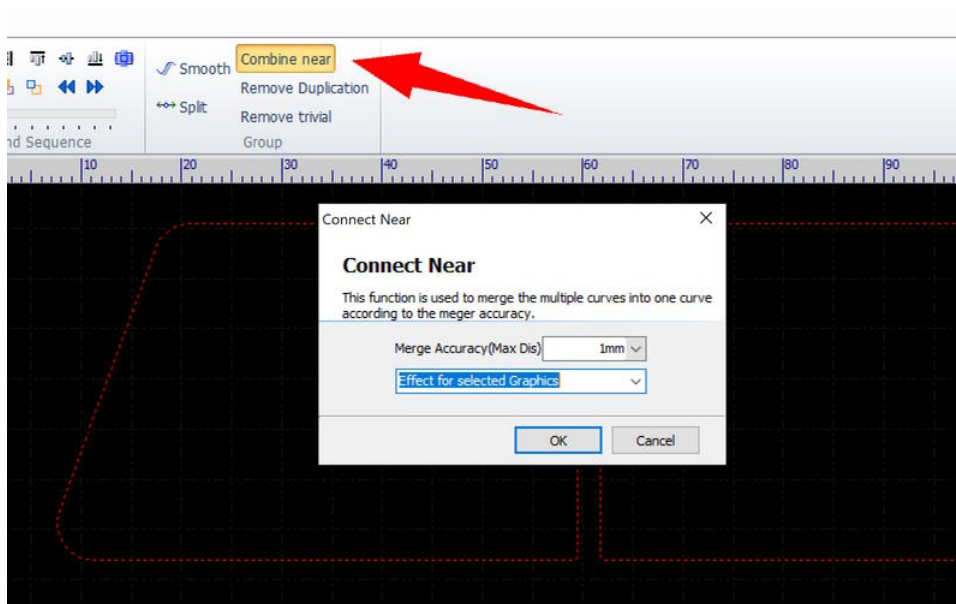 Smooth
Combine near
Remove Duplication
Split
Remove trivial
nd Sequence
Group
10 20 30 40 50 60 70 80 90
Connect Near
Connect Near
This function is used to merge the multiple curves into one curve
according to the meger accuracy.
Merge Accuracy(Max Dis) 1mm
Effect for selected Graphics
OK Cancel